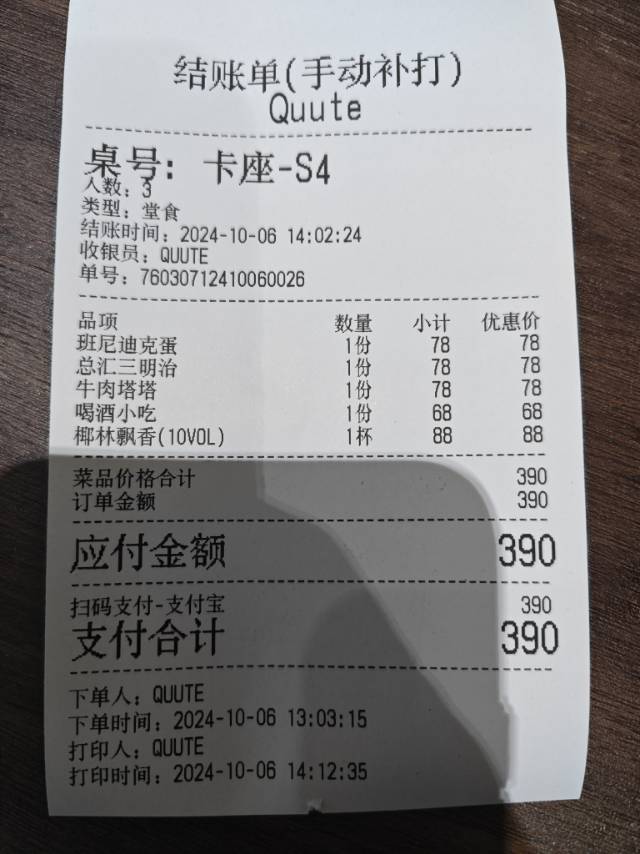 结账单(手动补打)
Quute
桌号: 卡座-S4
人数: 3
类型: 堂食
结账时间: 2024-10-06 14:02:24
收银员: QUUTE
单号: 76030712410060026
品项 数量 小计 优惠价
班尼迪克蛋 1份 78 78
总汇三明治 1份 78 78
牛肉塔塔 1份 78 78
喝酒小吃 1份 68 68
椰林飘香(10VOL) 1杯 88 88
菜品价格合计 390
订单金额 390
应付金额 390
扫码支付-支付宝 390
支付合计 390
下单人: QUUTE
下单时间: 2024-10-06 13:03:15
打印人: QUUTE
打印时间: 2024-10-06 14:12:35